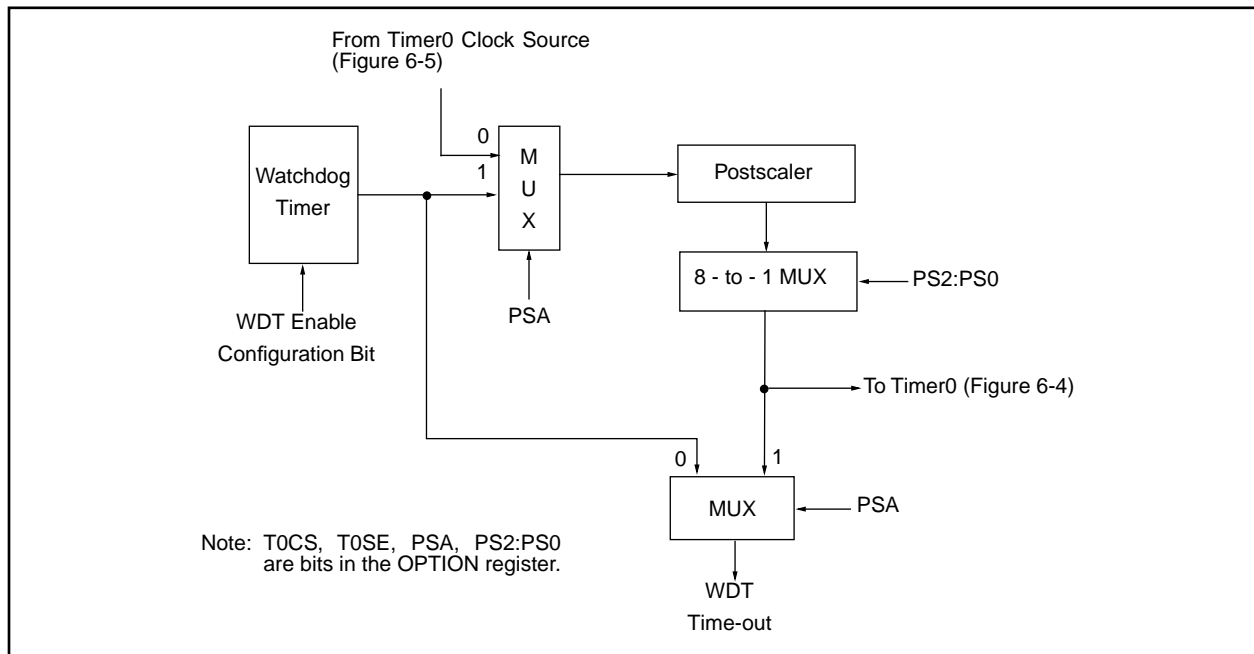 From Timer0 Clock Source
(Figure 6-5)
0
1
M
U
X
Watchdog
Timer
Postscaler
8 - to - 1 MUX
PS2:PS0
PSA
WDT Enable
Configuration Bit
To Timer0 (Figure 6-4)
0
1
MUX
PSA
Note: T0CS, T0SE, PSA, PS2:PS0
are bits in the OPTION register.
WDT
Time-out